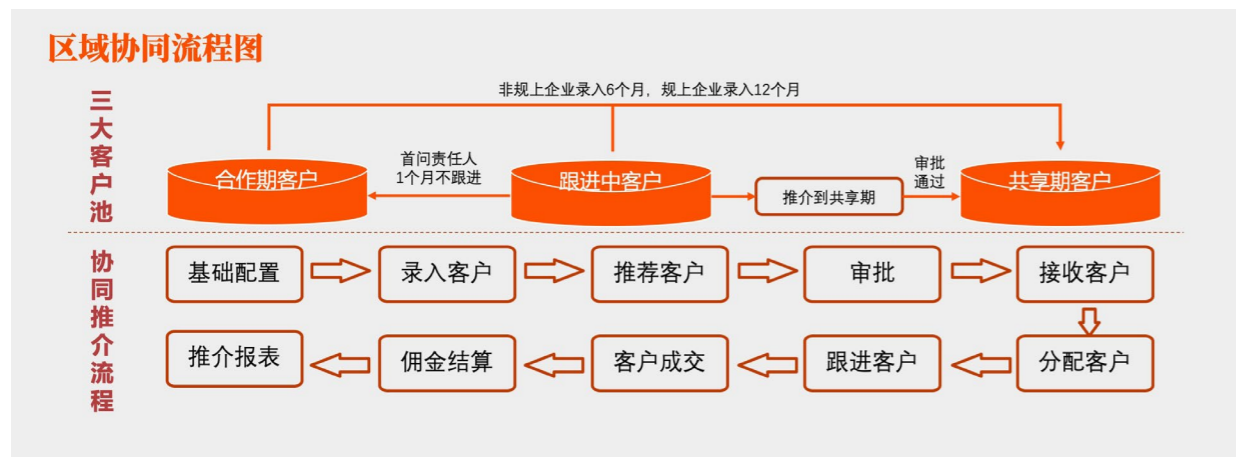 区域协同流程图
三大客户池
非规上企业录入6个月，规上企业录入12个月
合作期客户
首问责任人
1个月不跟进
跟进中客户
推介到共享期
审批
通过
共享期客户
协同推介流程
基础配置
录入客户
推荐客户
审批
接收客户
分配客户
跟进客户
客户成交
佣金结算
推介报表